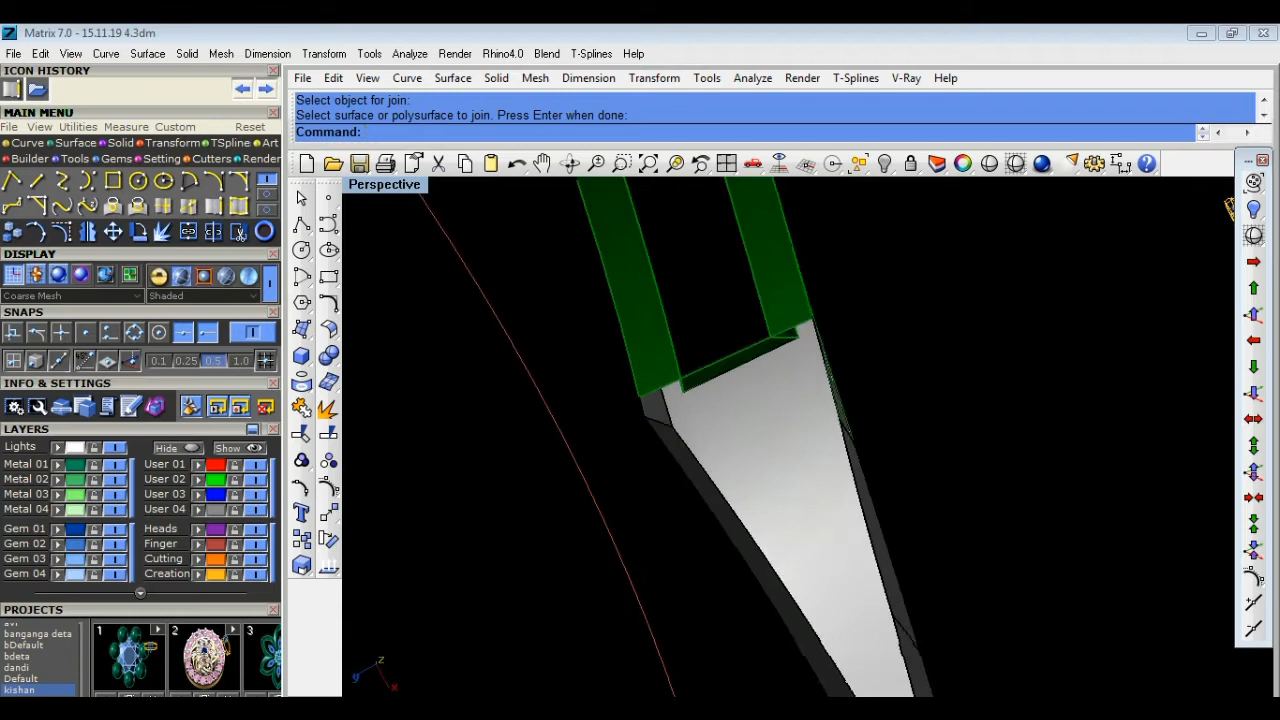 Matrix 7.0 - 15.11.19 4.3dm
File Edit View Curve Surface Solid Mesh Dimension Transform Tools Analyze Render Rhino4.0 Blend T-Splines Help
ICON HISTORY
MAIN MENU
File View Utilities Measure Custom Reset
Curve Surface Solid Transform TSpline Art
Builder Tools Gems Setting Cutters Render
DISPLAY
Coarse Mesh Shaded
SNAPS
0.1 0.25 0.5 1.0
INFO & SETTINGS
LAYERS
Lights Hide Show
Metal 01 User 01
Metal 02 User 02
Metal 03 User 03
Metal 04 User 04
Gem 01 Heads
Gem 02 Finger
Gem 03 Cutting
Gem 04 Creation
PROJECTS
banganga deta
bDefault
bdeta
dandi
Default
kishan
1 2 3
File Edit View Curve Surface Solid Mesh Dimension Transform Tools Analyze Render T-Splines V-Ray Help
Select object for join:
Select surface or polysurface to join. Press Enter when done:
Command:
Perspective
z
y
x